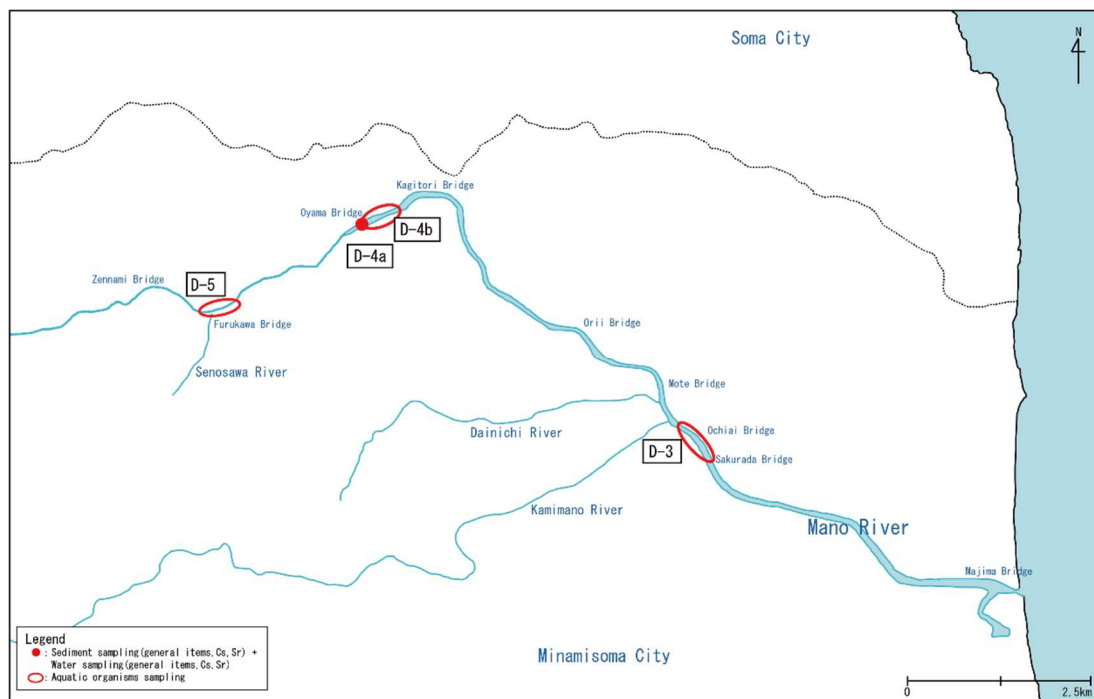 Soma City
N
4
Kagitori Bridge
Oyama Bridge
D-4b
D-4a
Zennami Bridge
D-5
Furukawa Bridge
Senosawa River
Orii Bridge
Mote Bridge
Dainichi River
Ochiai Bridge
D-3
Sakurada Bridge
Kamimano River
Mano River
Majima Bridge
Legend
: Sediment sampling(general items,Cs,Sr) +
Water sampling(general items,Cs,Sr)
: Aquatic organisms sampling
Minamisoma City
0
2.5km